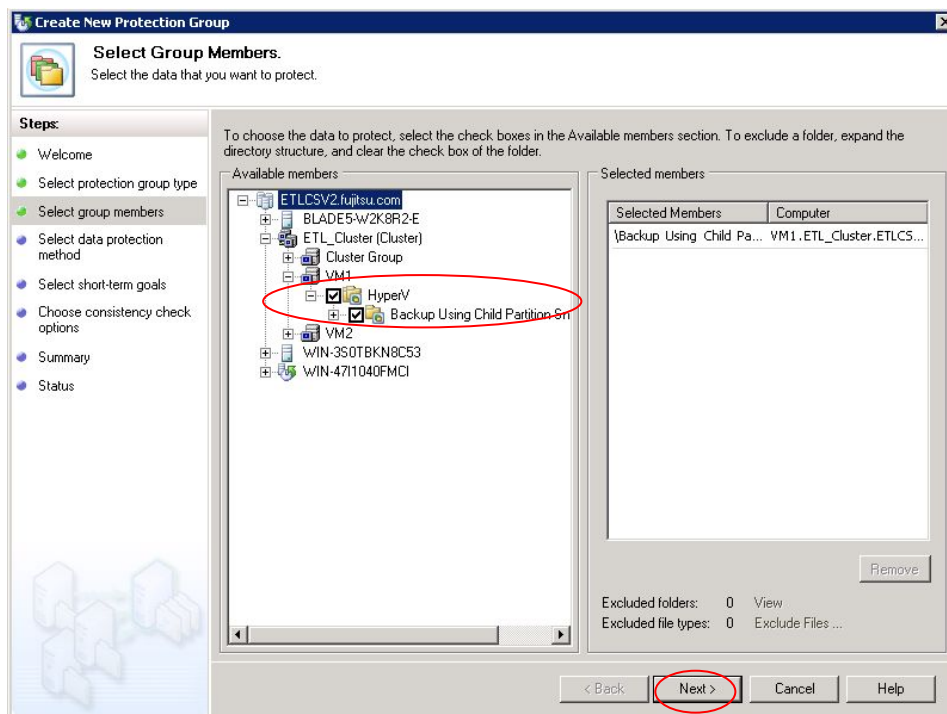 Create New Protection Group
Select Group Members.
Select the data that you want to protect.
Steps:
Welcome
Select protection group type
Select group members
Select data protection
method
Select short-term goals
Choose consistency check
options
Summary
Status
To choose the data to protect, select the check boxes in the Available members section. To exclude a folder, expand the
directory structure, and clear the check box of the folder.
Available members
ETLCSV2.fujitsu.com
BLADE5-W2K8R2-E
ETL_Cluster (Cluster)
Cluster Group
VM1
HyperV
Backup Using Child Partition Sn
VM2
WIN-3S0TBKN8C53
WIN-47I1040FMCI
Selected members
Selected Members Computer
\Backup Using Child Pa... VM1.ETL_Cluster.ETLCS...
Remove
Excluded folders: 0 View
Excluded file types: 0 Exclude Files ...
< Back Next > Cancel Help